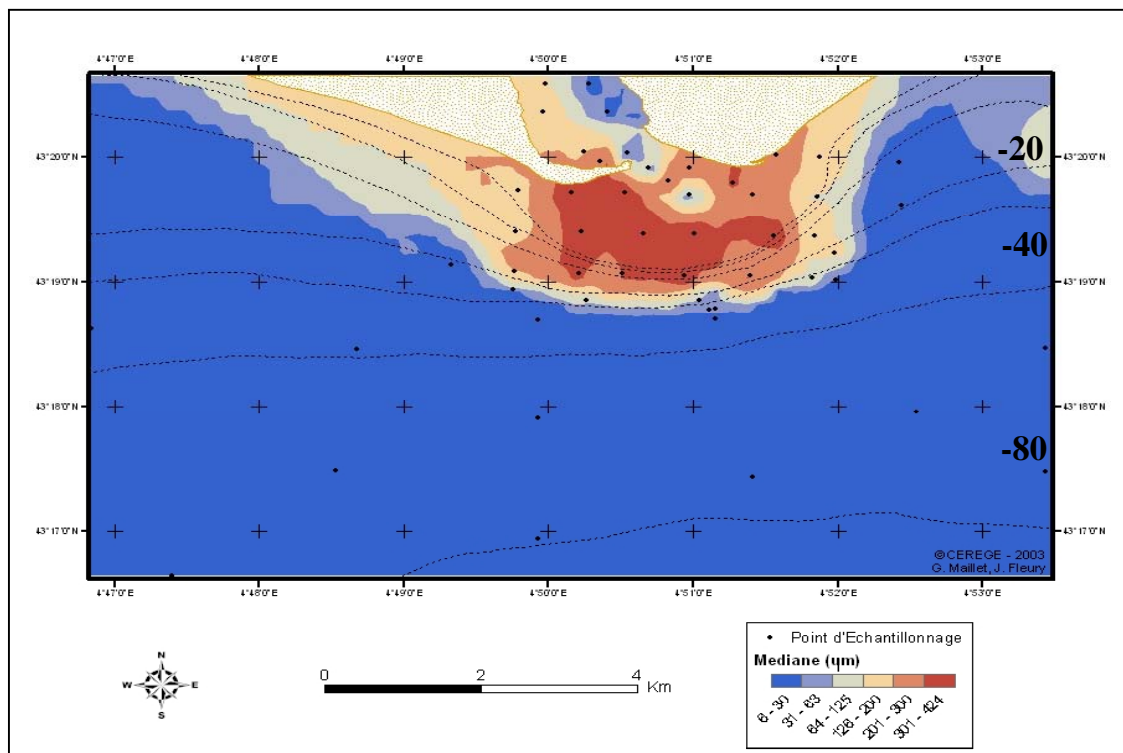 4°47'0"E 4°48'0"E 4°49'0"E 4°50'0"E 4°51'0"E 4°52'0"E 4°53'0"E
43°20'0"N -20 43°20'0"N
-40
43°19'0"N 43°19'0"N
43°18'0"N 43°18'0"N
-80
43°17'0"N 43°17'0"N
©CEREGE - 2003
G. Maillet, J. Fleury
4°47'0"E 4°48'0"E 4°49'0"E 4°50'0"E 4°51'0"E 4°52'0"E 4°53'0"E
N
W E
S
0 2 4
Km
Point d'Echantillonnage
Mediane (ųm)
6 - 30 31 - 63 64 - 125 126 - 200 201 - 300 301 - 424